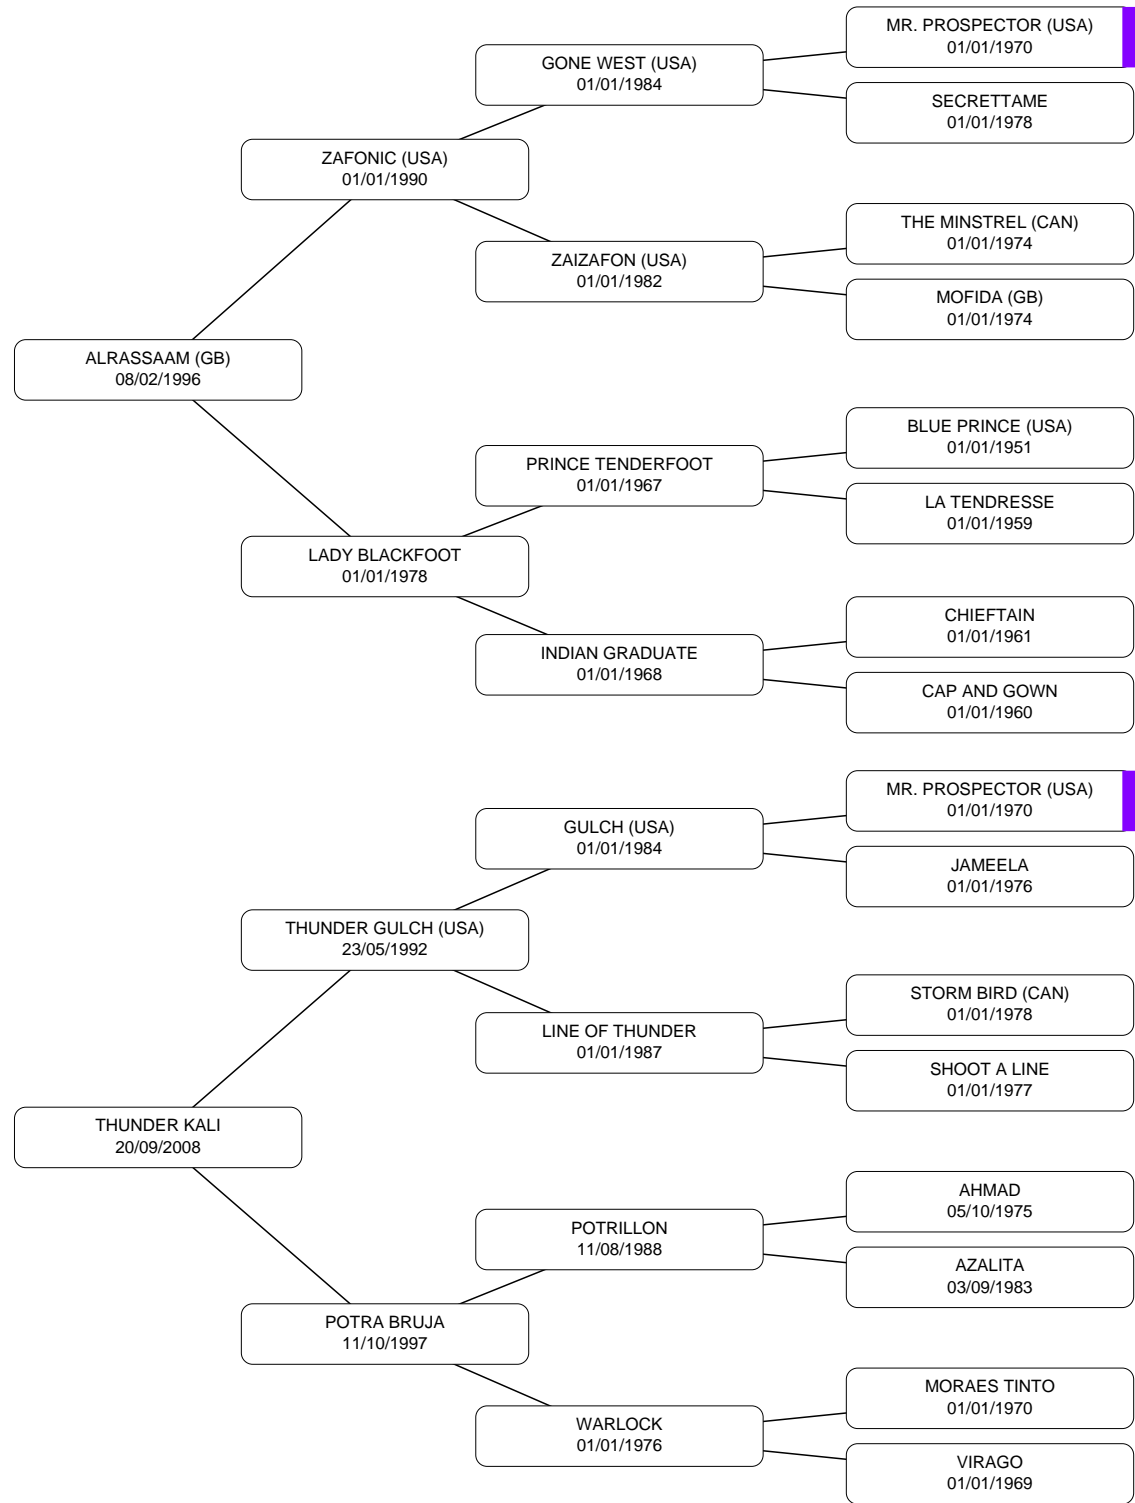 MR. PROSPECTOR (USA)
01/01/1970
GONE WEST (USA)
01/01/1984
SECRETTAME
01/01/1978
ZAFONIC (USA)
01/01/1990
THE MINSTREL (CAN)
01/01/1974
ZAIZAFON (USA)
01/01/1982
MOFIDA (GB)
01/01/1974
ALRASSAAM (GB)
08/02/1996
BLUE PRINCE (USA)
01/01/1951
PRINCE TENDERFOOT
01/01/1967
LA TENDRESSE
01/01/1959
LADY BLACKFOOT
01/01/1978
CHIEFTAIN
01/01/1961
INDIAN GRADUATE
01/01/1968
CAP AND GOWN
01/01/1960
MR. PROSPECTOR (USA)
01/01/1970
GULCH (USA)
01/01/1984
JAMEELA
01/01/1976
THUNDER GULCH (USA)
23/05/1992
STORM BIRD (CAN)
01/01/1978
LINE OF THUNDER
01/01/1987
SHOOT A LINE
01/01/1977
THUNDER KALI
20/09/2008
AHMAD
05/10/1975
POTRILLON
11/08/1988
AZALITA
03/09/1983
POTRA BRUJA
11/10/1997
MORAES TINTO
01/01/1970
WARLOCK
01/01/1976
VIRAGO
01/01/1969